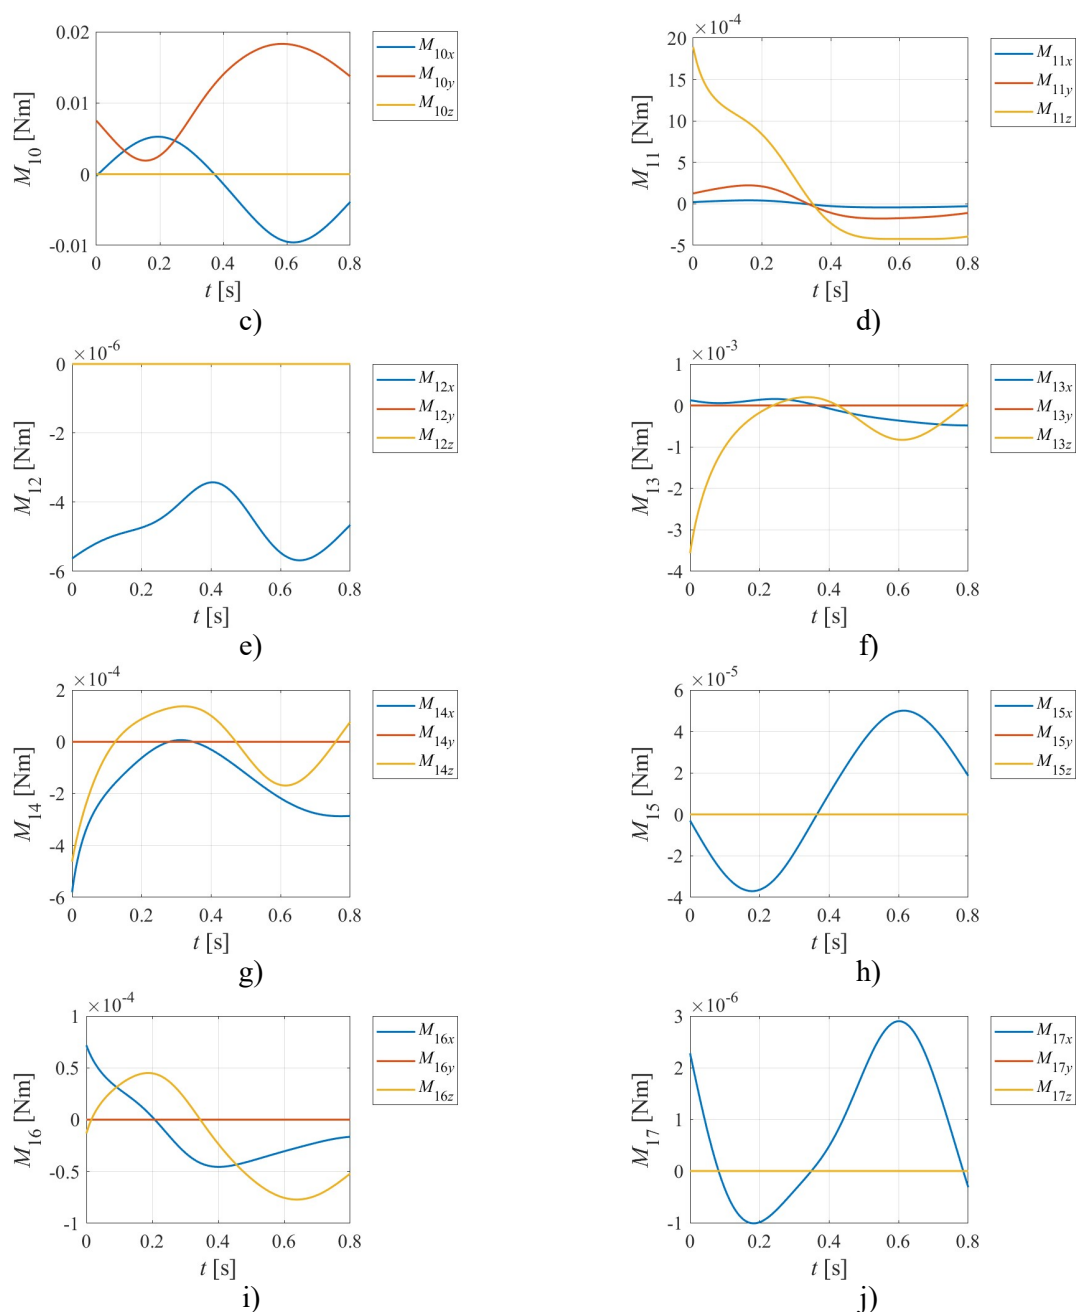 0.02
0.01
0
-0.01
M10 [Nm]
0 0.2 0.4 0.6 0.8
t [s]
M10x
M10y
M10z
c)
×10-4
20
15
10
5
0
-5
M11 [Nm]
0 0.2 0.4 0.6 0.8
t [s]
M11x
M11y
M11z
d)
×10-6
0
-2
-4
-6
M12 [Nm]
0 0.2 0.4 0.6 0.8
t [s]
M12x
M12y
M12z
e)
×10-3
1
0
-1
-2
-3
-4
M13 [Nm]
0 0.2 0.4 0.6 0.8
t [s]
M13x
M13y
M13z
f)
×10-4
2
0
-2
-4
-6
M14 [Nm]
0 0.2 0.4 0.6 0.8
t [s]
M14x
M14y
M14z
g)
×10-5
6
4
2
0
-2
-4
M15 [Nm]
0 0.2 0.4 0.6 0.8
t [s]
M15x
M15y
M15z
h)
×10-4
1
0.5
0
-0.5
-1
M16 [Nm]
0 0.2 0.4 0.6 0.8
t [s]
M16x
M16y
M16z
i)
×10-6
3
2
1
0
-1
M17 [Nm]
0 0.2 0.4 0.6 0.8
t [s]
M17x
M17y
M17z
j)